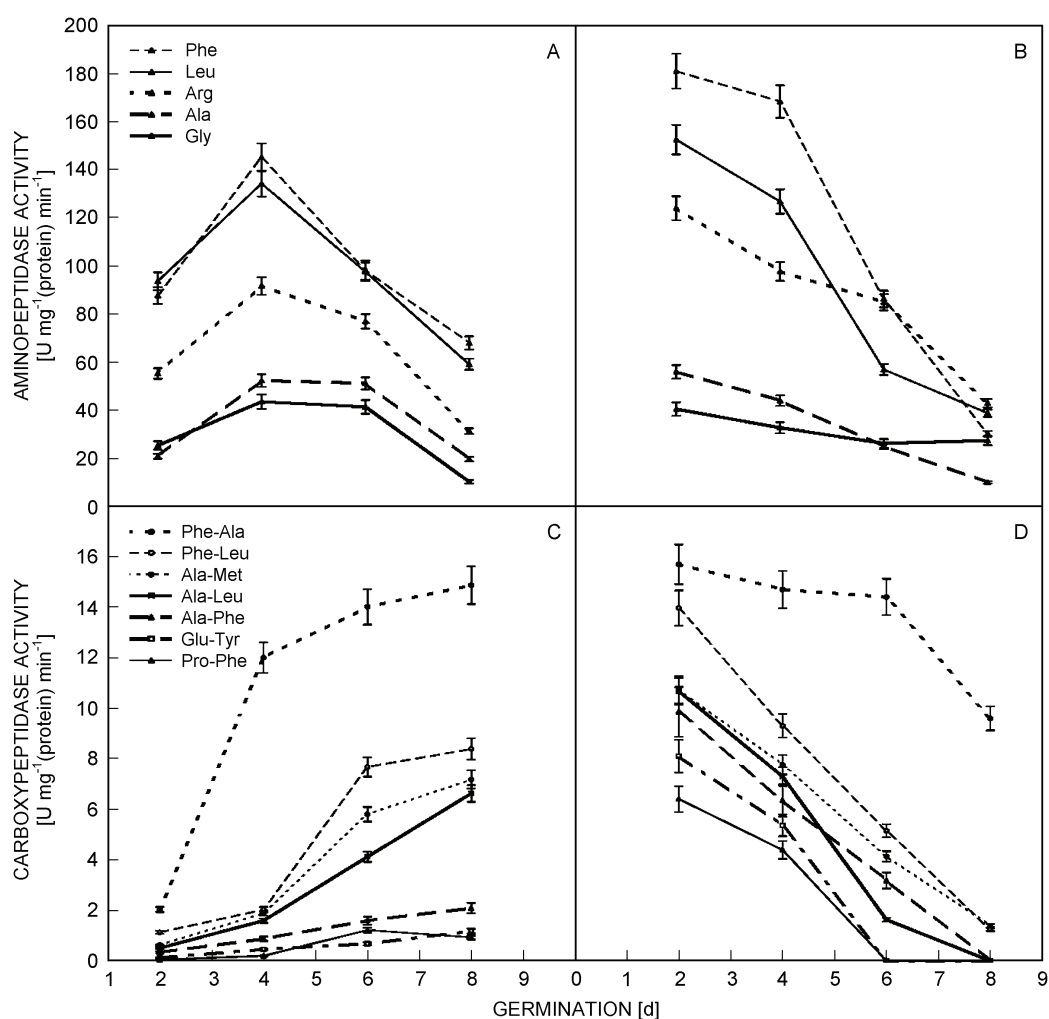 200
180
160
140
120
100
80
60
40
20
0
AMINOPEPTIDASE ACTIVITY
[U mg⁻¹(protein) min⁻¹]
A
Phe
Leu
Arg
Ala
Gly
B
16
14
12
10
8
6
4
2
0
CARBOXYPEPTIDASE ACTIVITY
[U mg⁻¹(protein) min⁻¹]
C
Phe-Ala
Phe-Leu
Ala-Met
Ala-Leu
Ala-Phe
Glu-Tyr
Pro-Phe
D
1 2 3 4 5 6 7 8 9 0 1 2 3 4 5 6 7 8 9
GERMINATION [d]